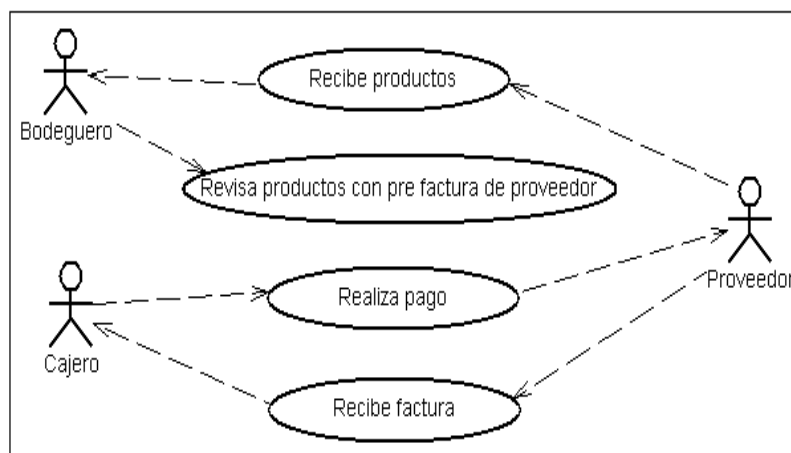 Recibe productos
Bodeguero
Revisa productos con pre factura de proveedor
Proveedor
Realiza pago
Cajero
Recibe factura